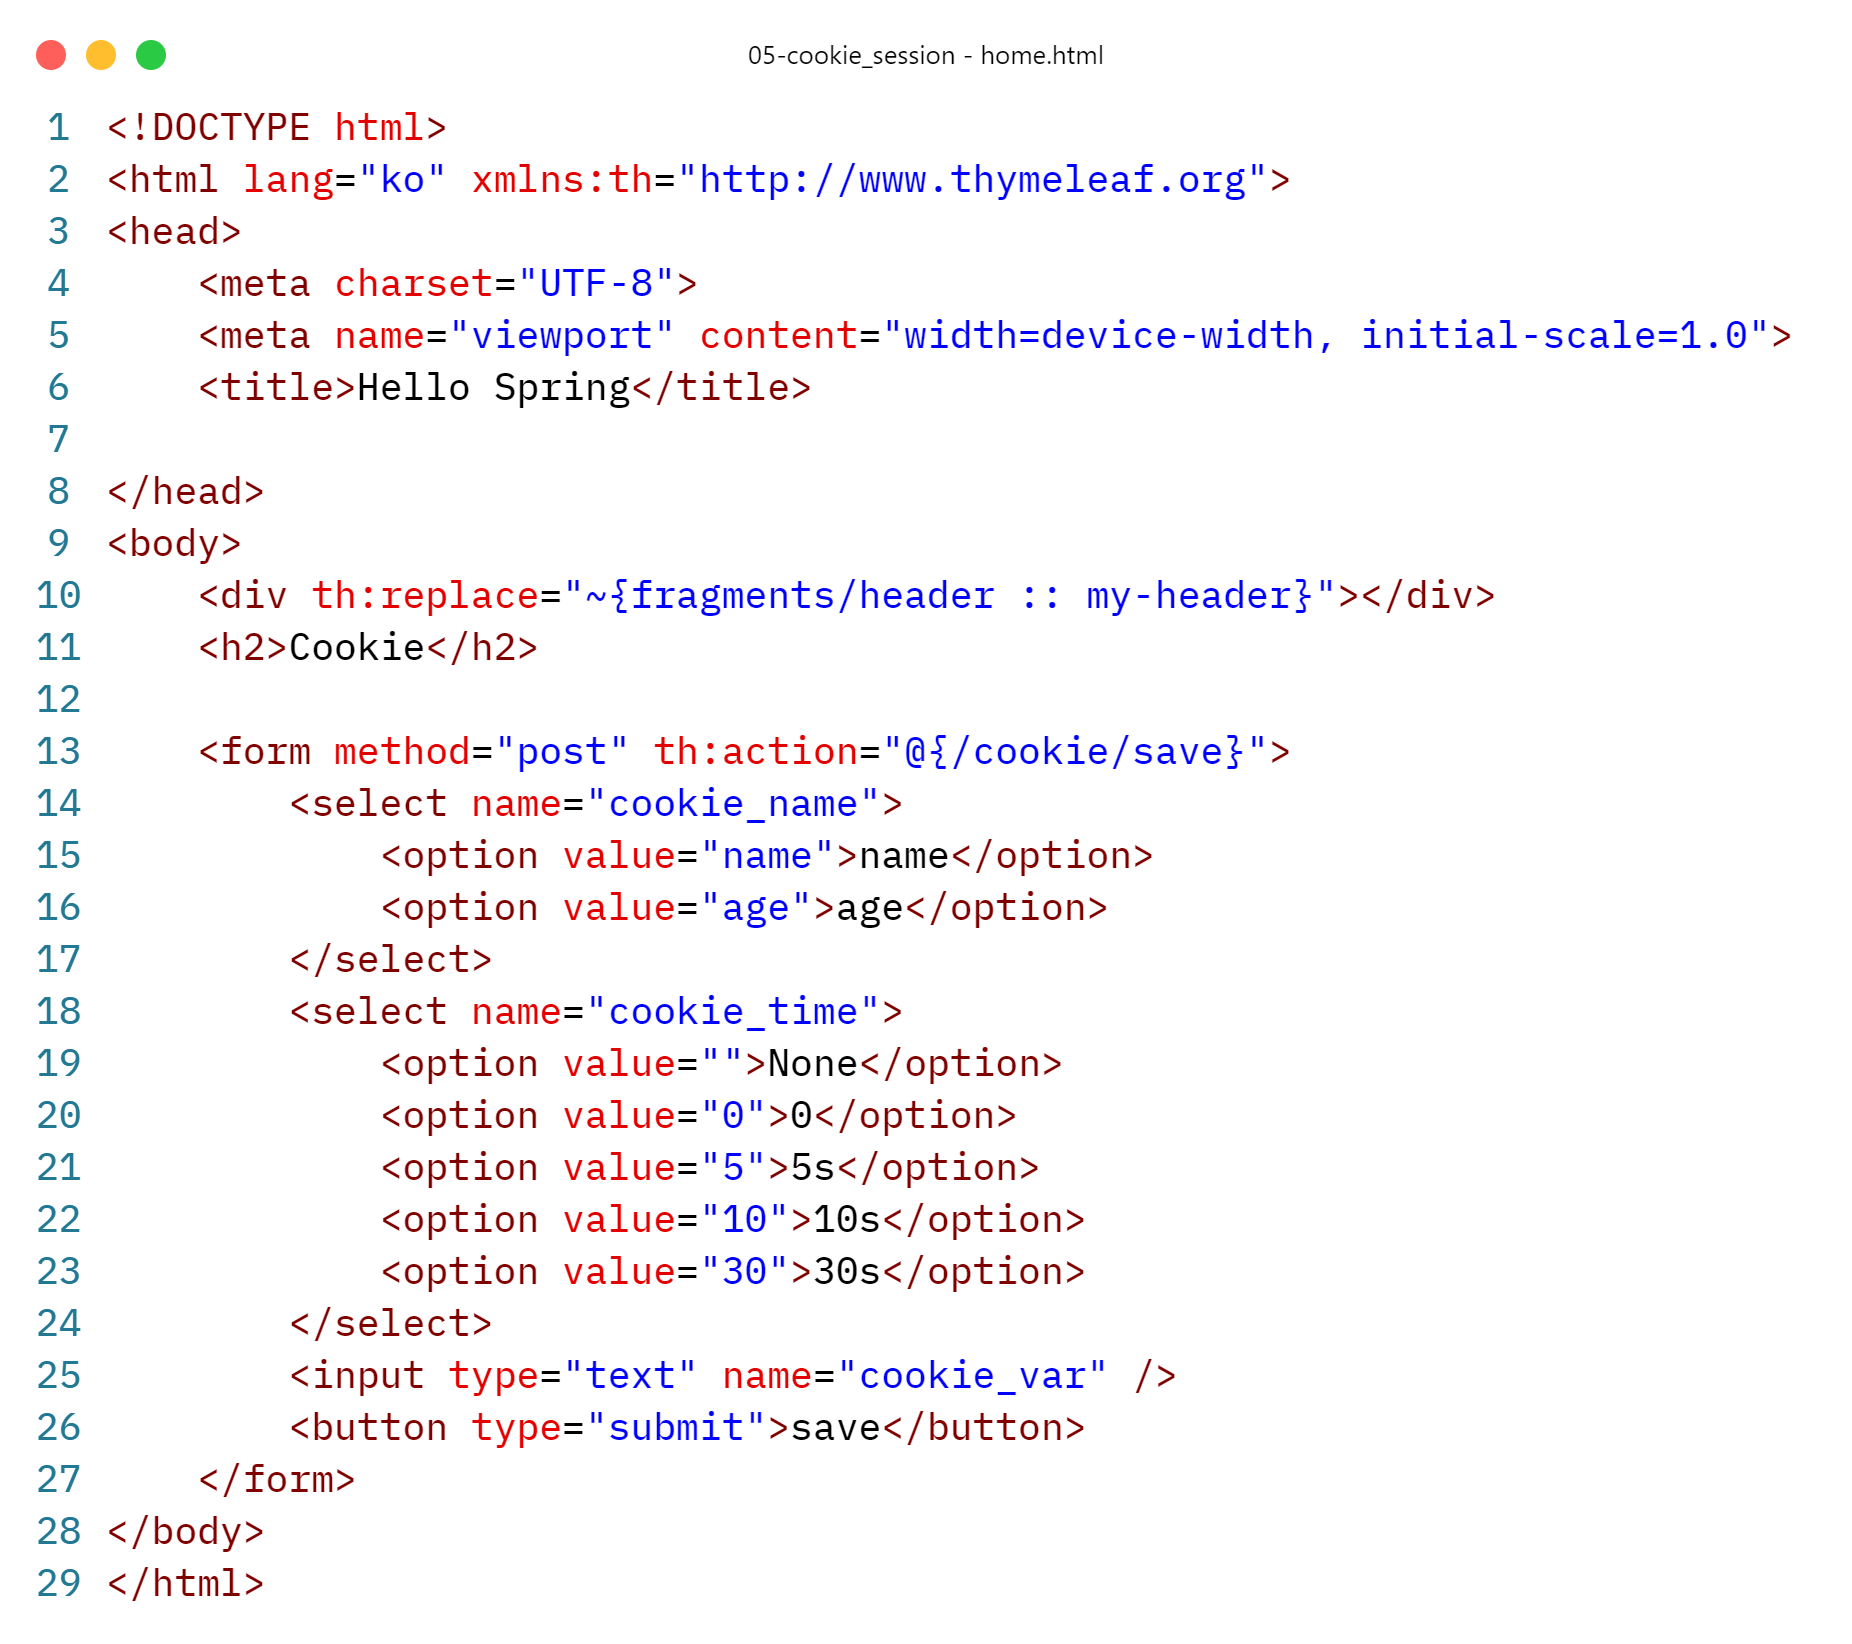 05-cookie_session - home.html
1 <!DOCTYPE html>
2 <html lang="ko" xmlns:th="http://www.thymeleaf.org">
3 <head>
4     <meta charset="UTF-8">
5     <meta name="viewport" content="width=device-width, initial-scale=1.0">
6     <title>Hello Spring</title>
7
8 </head>
9 <body>
10     <div th:replace="~{fragments/header :: my-header}"></div>
11     <h2>Cookie</h2>
12
13     <form method="post" th:action="@{/cookie/save}">
14         <select name="cookie_name">
15             <option value="name">name</option>
16             <option value="age">age</option>
17         </select>
18         <select name="cookie_time">
19             <option value="">None</option>
20             <option value="0">0</option>
21             <option value="5">5s</option>
22             <option value="10">10s</option>
23             <option value="30">30s</option>
24         </select>
25         <input type="text" name="cookie_var" />
26         <button type="submit">save</button>
27     </form>
28 </body>
29 </html>